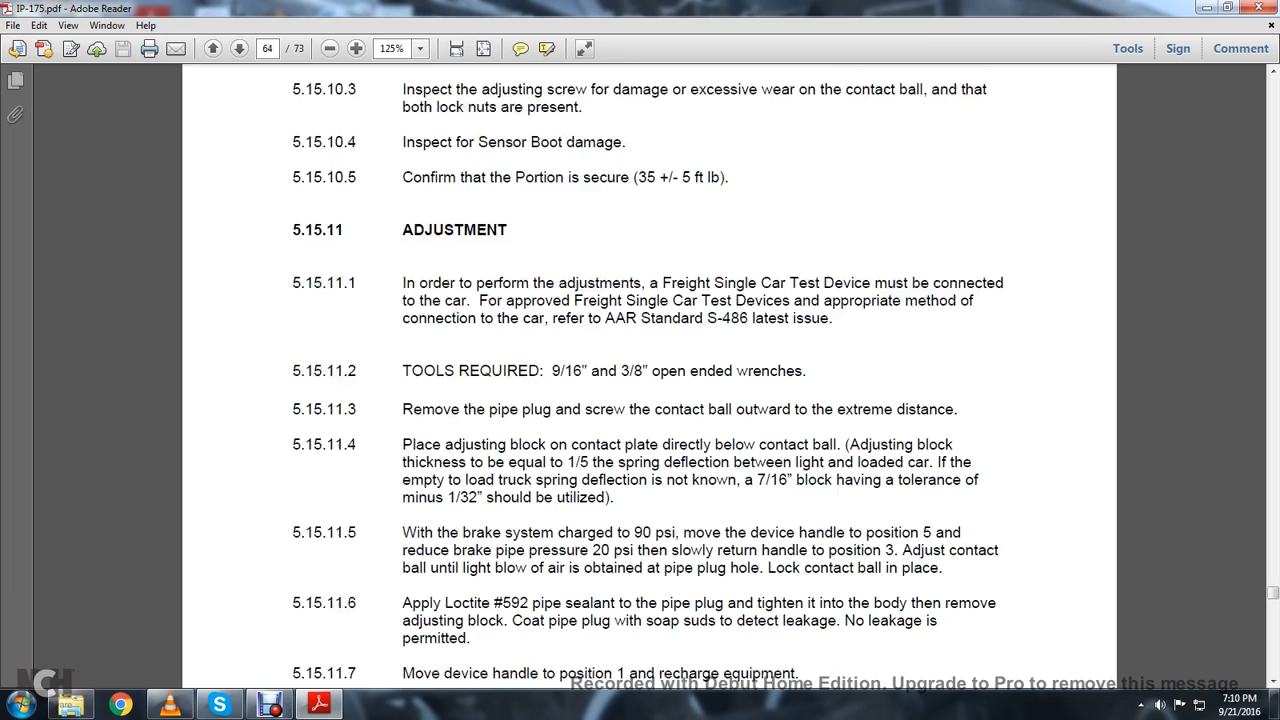 IP-175.pdf - Adobe Reader
File Edit View Window Help
64 / 73 125% Tools Sign Comment
5.15.10.3 Inspect the adjusting screw for damage or excessive wear on the contact ball, and that
both lock nuts are present.
5.15.10.4 Inspect for Sensor Boot damage.
5.15.10.5 Confirm that the Portion is secure (35 +/- 5 ft lb).
5.15.11 ADJUSTMENT
5.15.11.1 In order to perform the adjustments, a Freight Single Car Test Device must be connected
to the car.  For approved Freight Single Car Test Devices and appropriate method of
connection to the car, refer to AAR Standard S-486 latest issue.
5.15.11.2 TOOLS REQUIRED:  9/16” and 3/8” open ended wrenches.
5.15.11.3 Remove the pipe plug and screw the contact ball outward to the extreme distance.
5.15.11.4 Place adjusting block on contact plate directly below contact ball. (Adjusting block
thickness to be equal to 1/5 the spring deflection between light and loaded car. If the
empty to load truck spring deflection is not known, a 7/16” block having a tolerance of
minus 1/32” should be utilized).
5.15.11.5 With the brake system charged to 90 psi, move the device handle to position 5 and
reduce brake pipe pressure 20 psi then slowly return handle to position 3. Adjust contact
ball until light blow of air is obtained at pipe plug hole. Lock contact ball in place.
5.15.11.6 Apply Loctite #592 pipe sealant to the pipe plug and tighten it into the body then remove
adjusting block. Coat pipe plug with soap suds to detect leakage. No leakage is
permitted.
5.15.11.7 Move device handle to position 1 and recharge equipment.
Recorded with Debut Home Edition. Upgrade to Pro to remove this message
NCH
7:10 PM
9/21/2016